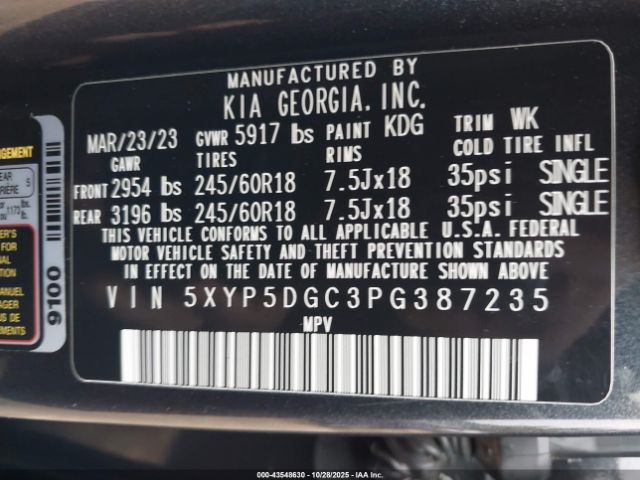 MANUFACTURED BY
KIA GEORGIA. INC.
MAR/23/23 GVWR 5917 lbs PAINT KDG TRIM WK
GAWR TIRES RIMS COLD TIRE INFL
FRONT 2954 lbs 245/60R18 7.5Jx18 35psi SINGLE
REAR 3196 lbs 245/60R18 7.5Jx18 35psi SINGLE
THIS VEHICLE CONFORMS TO ALL APPLICABLE U.S.A. FEDERAL
MOTOR VEHICLE SAFETY AND THEFT PREVENTION STANDARDS
IN EFFECT ON THE DATE OF MANUFACTURE SHOWN ABOVE
VIN 5XYP5DGC3PG387235
MPV
9100
000-43548630 - 10/28/2025 - IAA Inc.